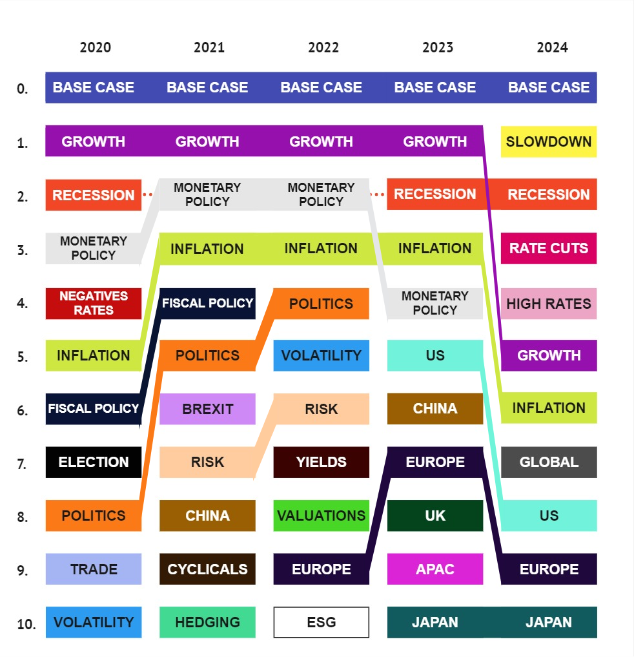 2020 2021 2022 2023 2024
0. BASE CASE BASE CASE BASE CASE BASE CASE BASE CASE
1. GROWTH GROWTH GROWTH GROWTH SLOWDOWN
2. RECESSION MONETARY POLICY MONETARY POLICY RECESSION RECESSION
3. MONETARY POLICY INFLATION INFLATION INFLATION RATE CUTS
4. NEGATIVES RATES FISCAL POLICY POLITICS MONETARY POLICY HIGH RATES
5. INFLATION POLITICS VOLATILITY US GROWTH
6. FISCAL POLICY BREXIT RISK CHINA INFLATION
7. ELECTION RISK YIELDS EUROPE GLOBAL
8. POLITICS CHINA VALUATIONS UK US
9. TRADE CYCLICALS EUROPE APAC EUROPE
10. VOLATILITY HEDGING ESG JAPAN JAPAN